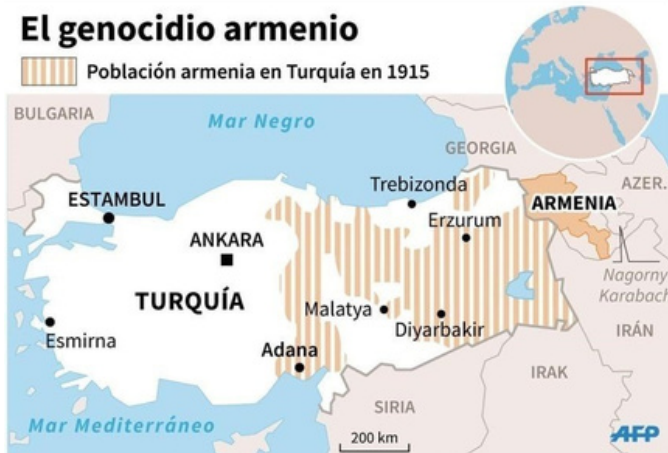 El genocidio armenio
Población armenia en Turquía en 1915
BULGARIA
Mar Negro
GEORGIA
Trebizonda
AZER.
ESTAMBUL
ARMENIA
Erzurum
ANKARA
TURQUÍA
Nagorny
Karabach
Malatya
Diyarbakir
Esmirna
IRÁN
Adana
IRAK
SIRIA
Mar Mediterráneo
200 km
AFP